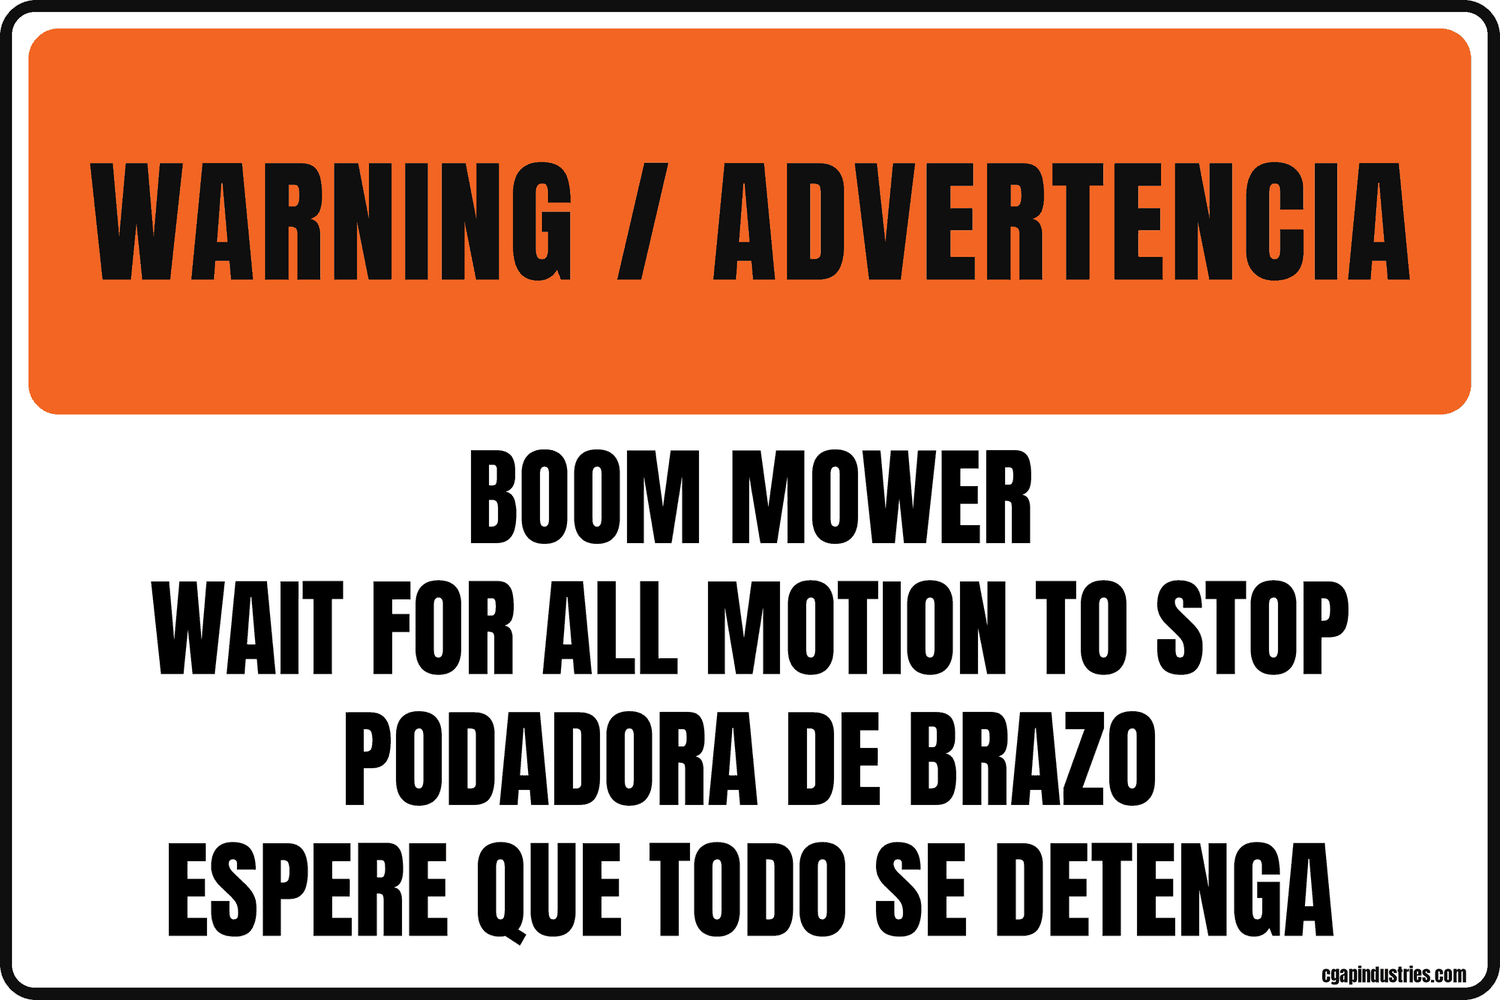 WARNING / ADVERTENCIA
BOOM MOWER
WAIT FOR ALL MOTION TO STOP
PODADORA DE BRAZO
ESPERE QUE TODO SE DETENGA
cgapindustries.com